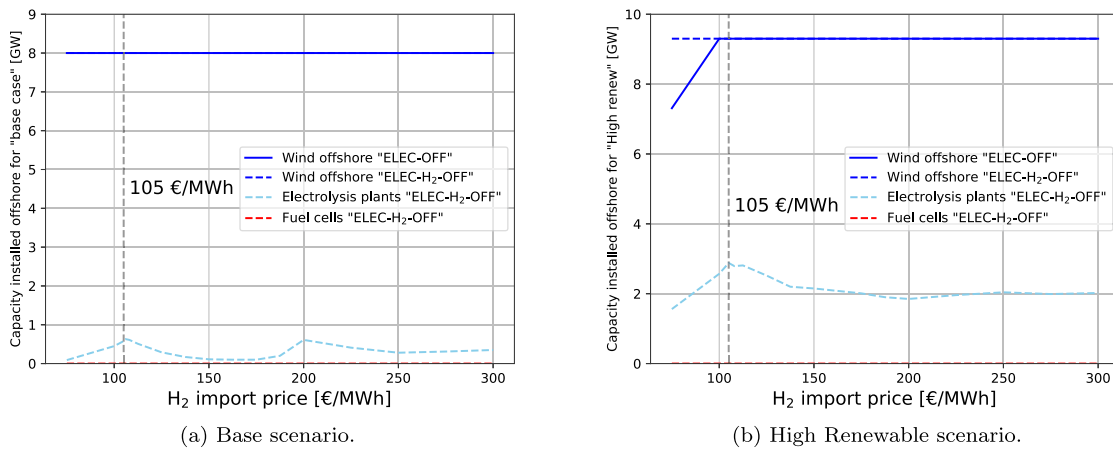 Capacity installed offshore for "base case" [GW]
9
8
7
6
5
4
3
2
1
0
Wind offshore "ELEC-OFF"
Wind offshore "ELEC-H₂-OFF"
Electrolysis plants "ELEC-H₂-OFF"
Fuel cells "ELEC-H₂-OFF"
105 €/MWh
100 150 200 250 300
H₂ import price [€/MWh]
(a) Base scenario.
Capacity installed offshore for "High renew" [GW]
10
8
6
4
2
0
Wind offshore "ELEC-OFF"
Wind offshore "ELEC-H₂-OFF"
Electrolysis plants "ELEC-H₂-OFF"
Fuel cells "ELEC-H₂-OFF"
105 €/MWh
100 150 200 250 300
H₂ import price [€/MWh]
(b) High Renewable scenario.